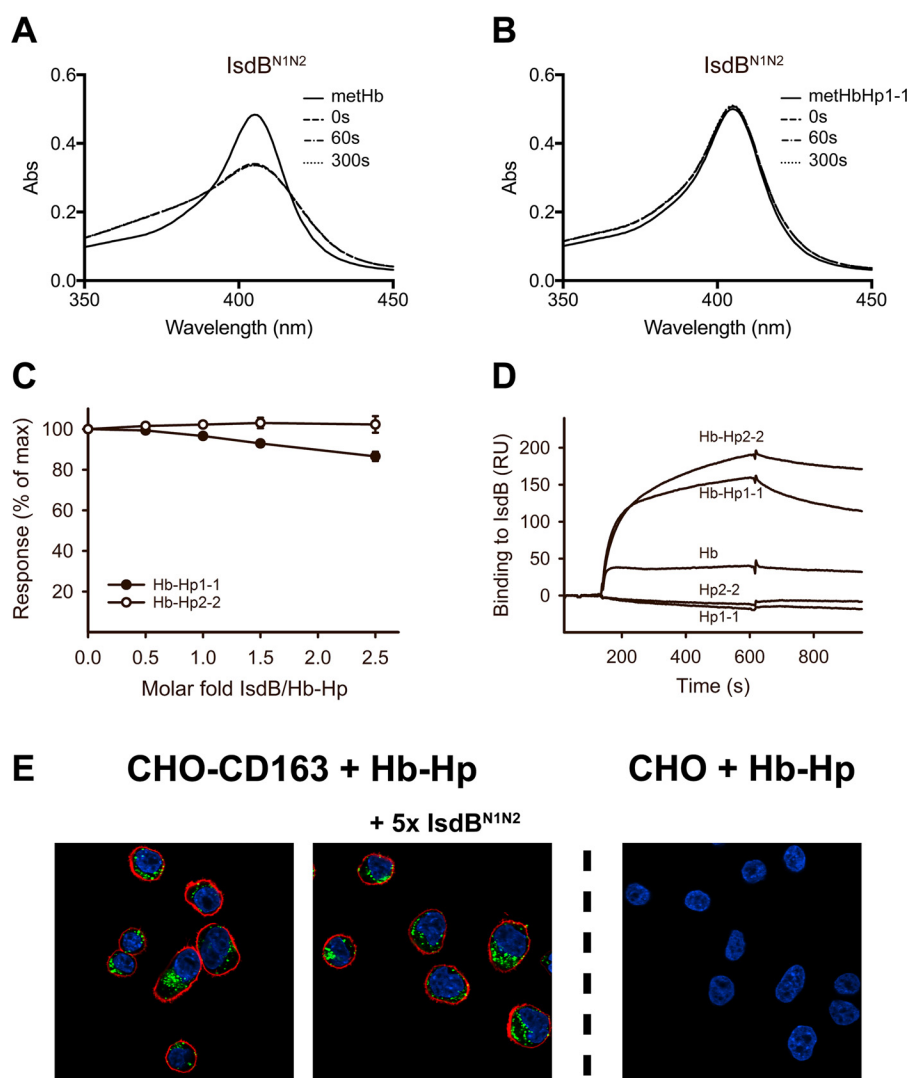 A
IsdB^N1N2
metHb
0s
60s
300s
0.6
0.4
0.2
0.0
Abs
350
400
450
Wavelength (nm)
B
IsdB^N1N2
metHbHp1-1
0s
60s
300s
0.6
0.4
0.2
0.0
Abs
350
400
450
Wavelength (nm)
C
Response (% of max)
100
80
60
40
20
Hb-Hp1-1
Hb-Hp2-2
0.0
0.5
1.0
1.5
2.0
2.5
Molar fold IsdB/Hb-Hp
D
Binding to IsdB (RU)
200
150
100
50
0
Hb-Hp2-2
Hb-Hp1-1
Hb
Hp2-2
Hp1-1
200
400
600
800
Time (s)
E
CHO-CD163 + Hb-Hp
+ 5x IsdB^N1N2
CHO + Hb-Hp